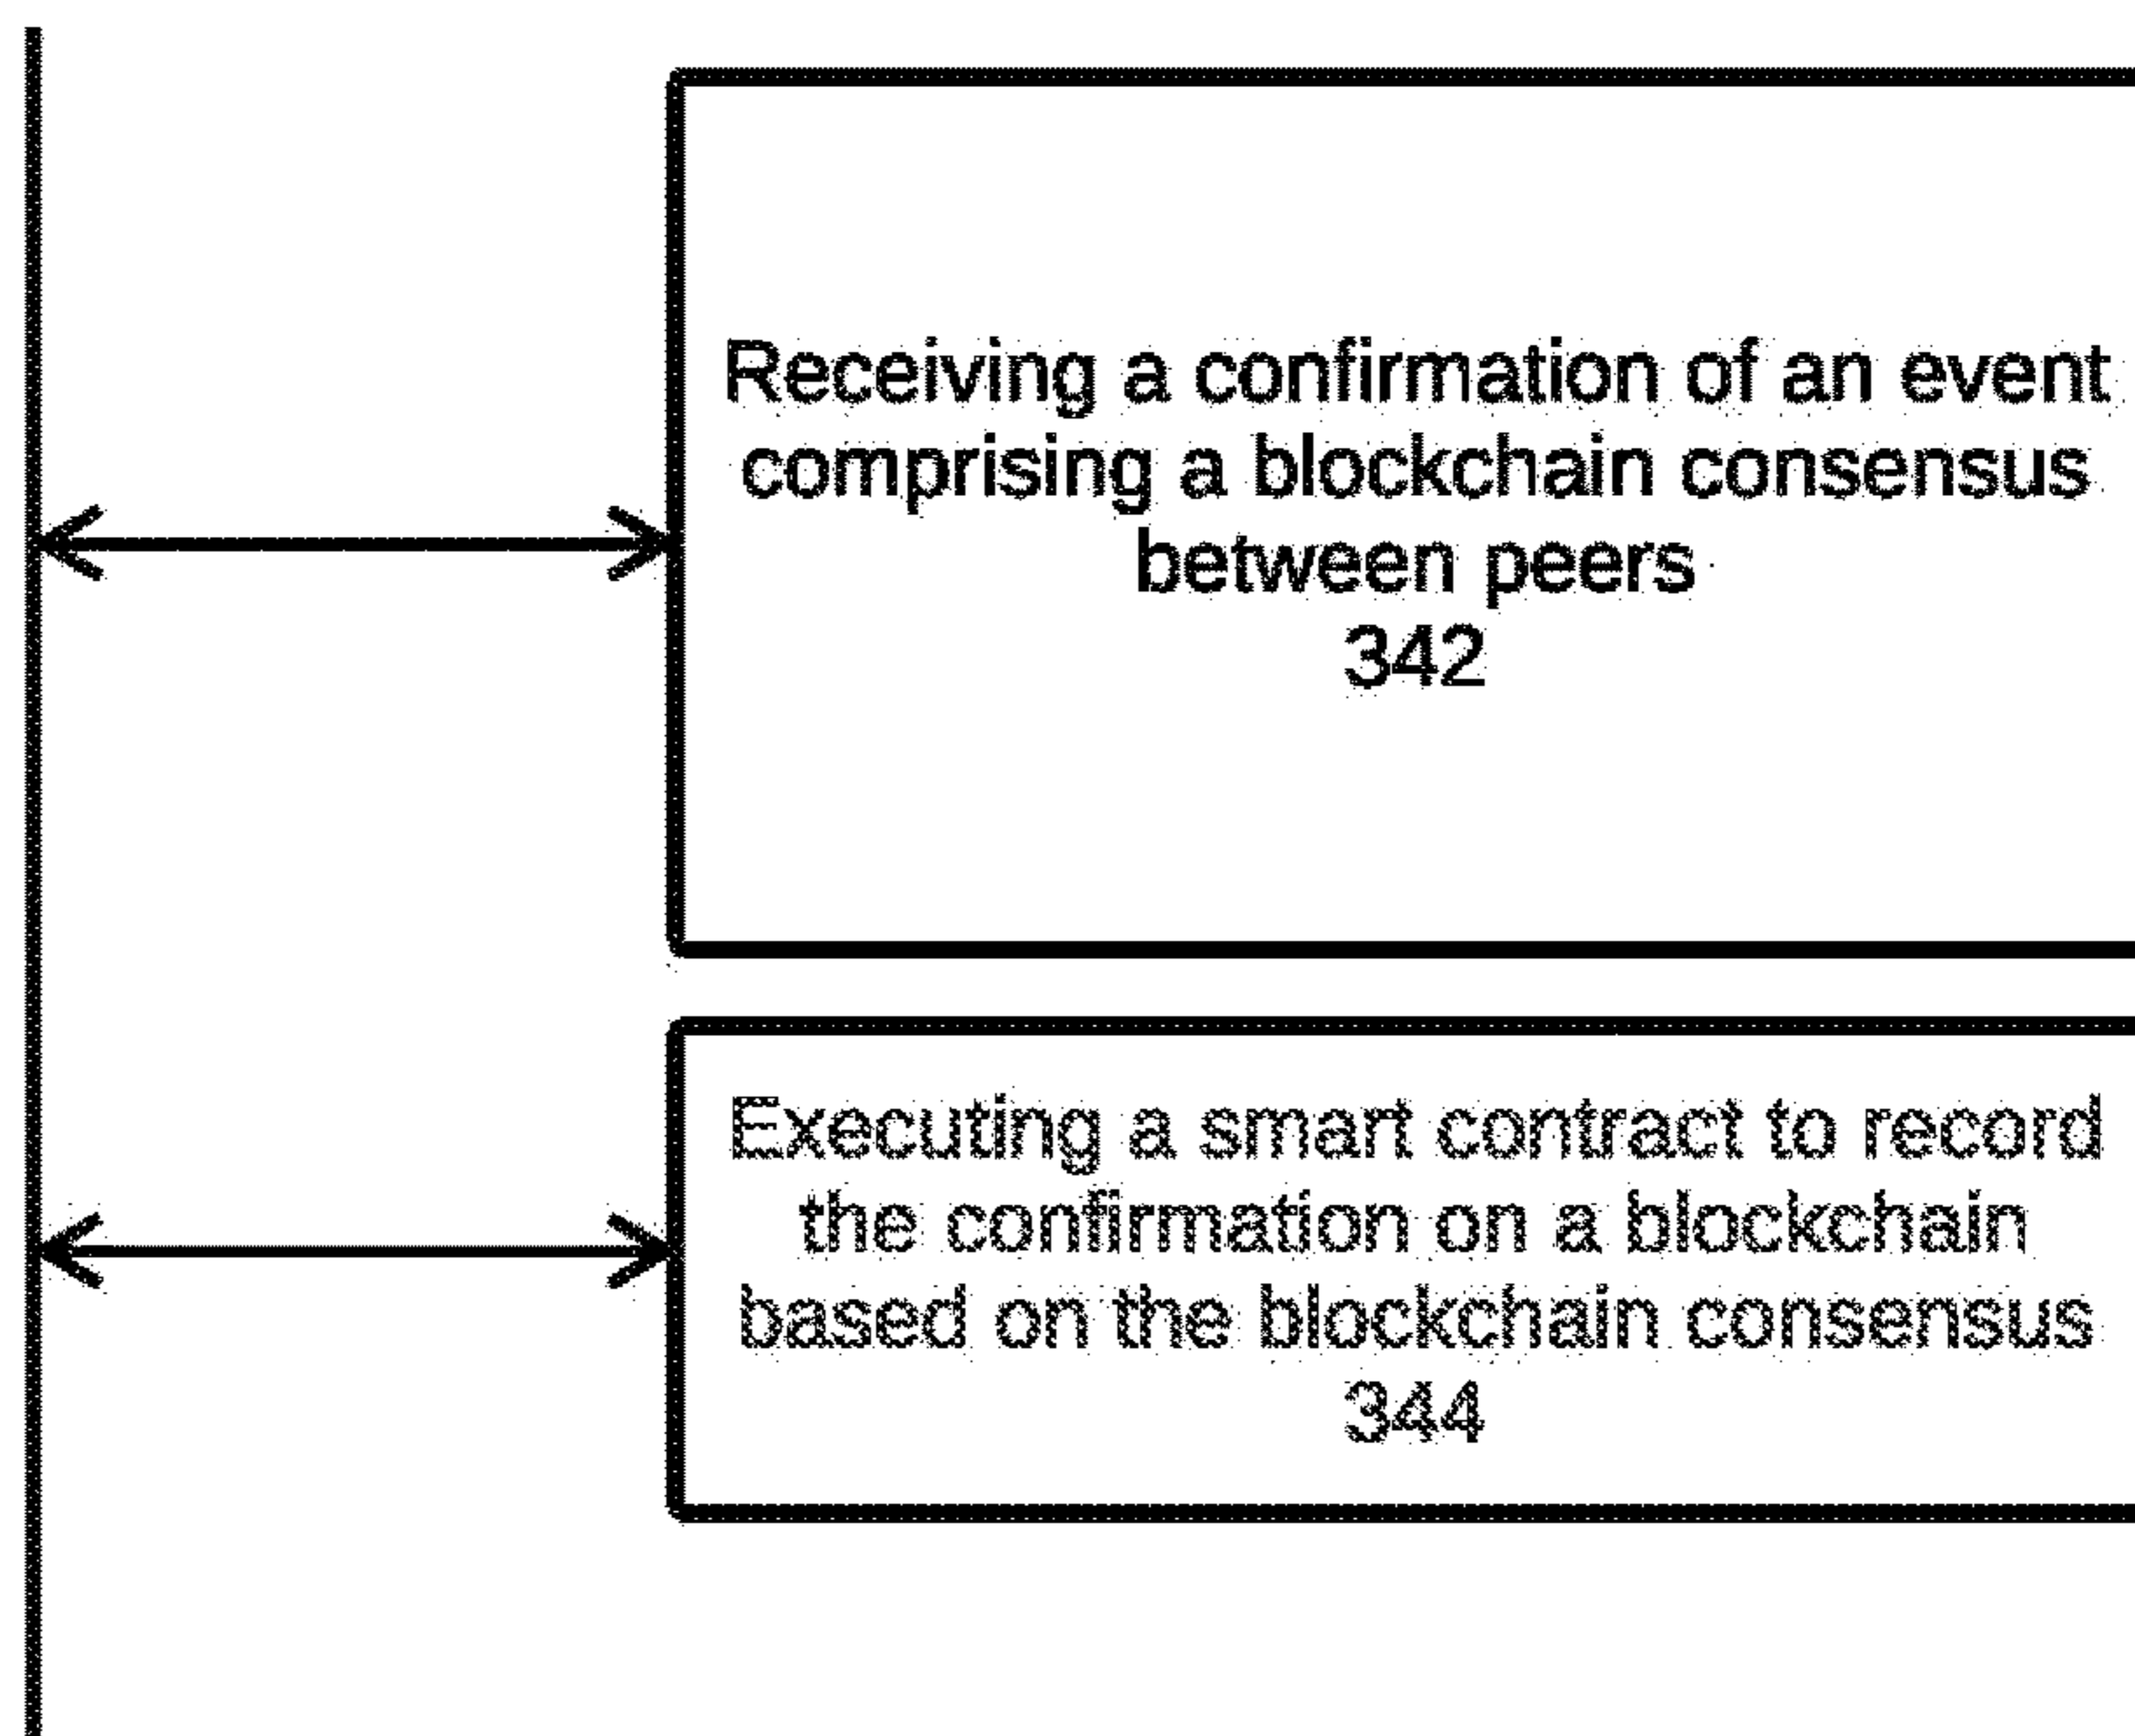 Receiving a confirmation of an event
comprising a blockchain consensus
between peers
342
Executing a smart contract to record
the confirmation on a blockchain
based on the blockchain consensus
344